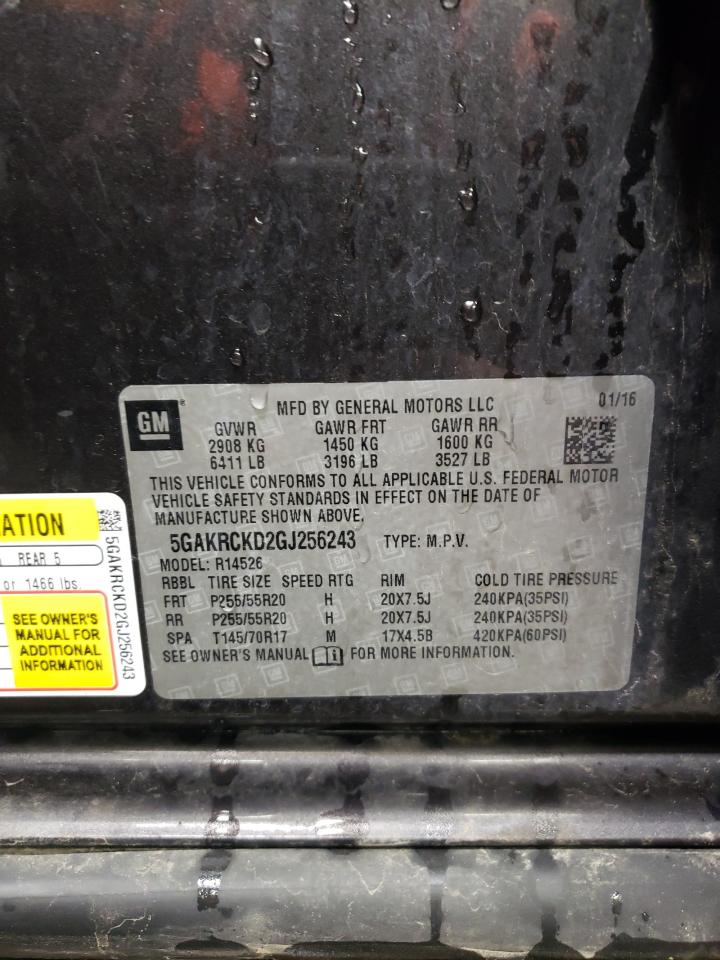 GM
MFD BY GENERAL MOTORS LLC
01/16
GVWR GAWR FRT GAWR RR
2908 KG 1450 KG 1600 KG
6411 LB 3196 LB 3527 LB
THIS VEHICLE CONFORMS TO ALL APPLICABLE U.S. FEDERAL MOTOR
VEHICLE SAFETY STANDARDS IN EFFECT ON THE DATE OF
MANUFACTURE SHOWN ABOVE.
5GAKRCKD2GJ256243 TYPE: M.P.V.
MODEL: R14526
RBBL TIRE SIZE SPEED RTG RIM COLD TIRE PRESSURE
FRT P255/55R20 H 20X7.5J 240KPA(35PSI)
RR P255/55R20 H 20X7.5J 240KPA(35PSI)
SPA T145/70R17 M 17X4.5B 420KPA(60PSI)
SEE OWNER'S MANUAL FOR MORE INFORMATION.
ATION
REAR 5
or 1466 lbs.
SEE OWNER'S
MANUAL FOR
ADDITIONAL
INFORMATION
5GAKRCKD2GJ256243